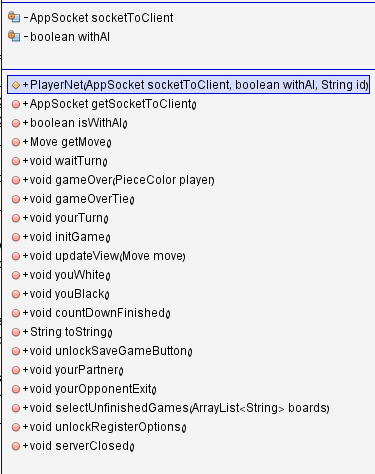 - AppSocket socketToClient
- boolean withAI
+ PlayerNet(AppSocket socketToClient, boolean withAI, String id)
+ AppSocket getSocketToClient()
+ boolean isWithAI()
+ Move getMove()
+ void waitTurn()
+ void gameOver(PieceColor player)
+ void gameOverTie()
+ void yourTurn()
+ void initGame()
+ void updateView(Move move)
+ void youWhite()
+ void youBlack()
+ void countDownFinished()
+ String toString()
+ void unlockSaveGameButton()
+ void yourPartner()
+ void yourOpponentExit()
+ void selectUnfinishedGames(ArrayList<String> boards)
+ void unlockRegisterOptions()
+ void serverClosed()